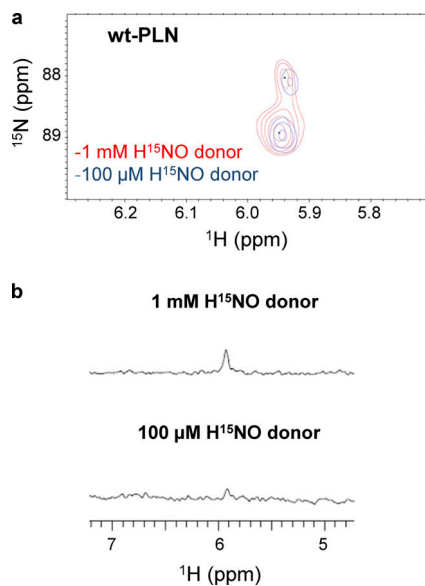 a
wt-PLN
88
89
¹⁵N (ppm)
-1 mM H¹⁵NO donor
-100 µM H¹⁵NO donor
6.2 6.1 6.0 5.9 5.8
¹H (ppm)
b
1 mM H¹⁵NO donor
100 µM H¹⁵NO donor
7 6 5
¹H (ppm)